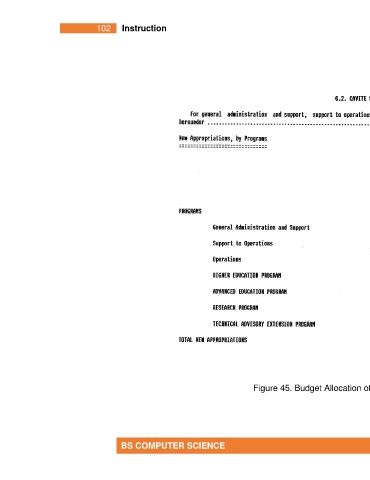 102 Instruction
6.2. CAVITE
For general administration and support, support to operations
hereunder ............................................................
New Appropriations, by Programs
==============================
PROGRAMS
General Administration and Support
Support to Operations
Operations
HIGHER EDUCATION PROGRAM
ADVANCED EDUCATION PROGRAM
RESEARCH PROGRAM
TECHNICAL ADVISORY EXTENSION PROGRAM
TOTAL NEW APPROPRIATIONS
Figure 45. Budget Allocation of
BS COMPUTER SCIENCE